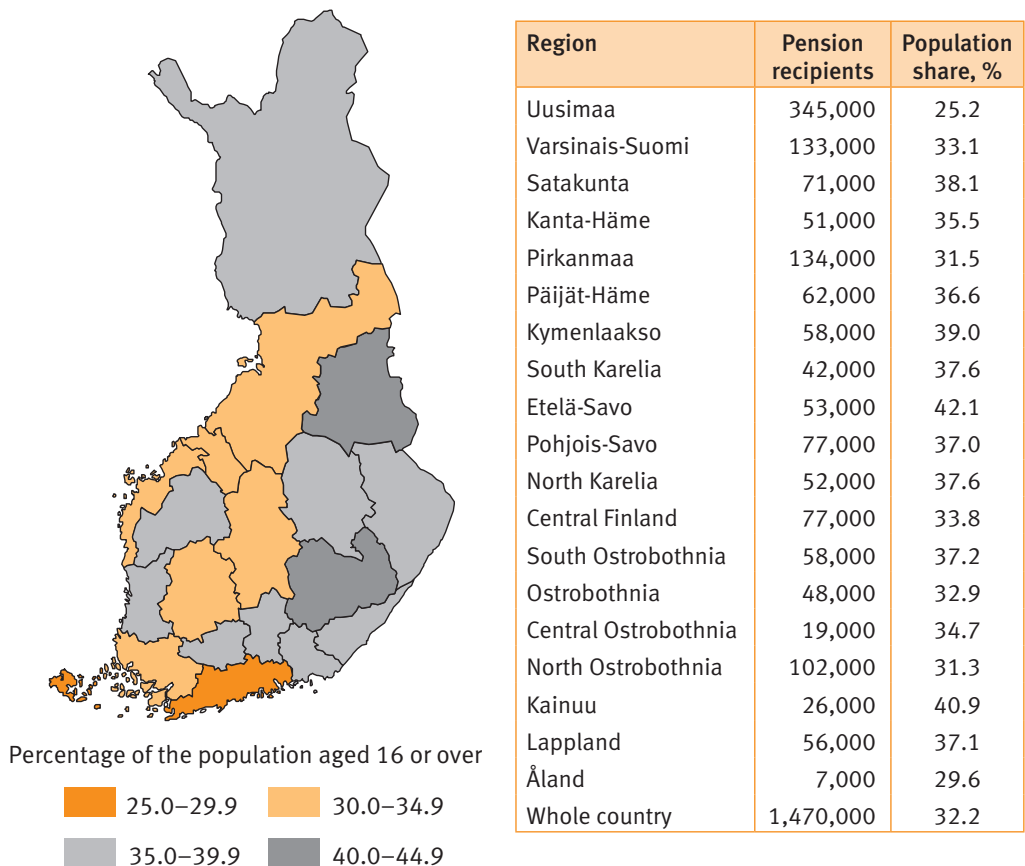 Region Pension recipients Population share, %
Uusimaa 345,000 25.2
Varsinais-Suomi 133,000 33.1
Satakunta 71,000 38.1
Kanta-Häme 51,000 35.5
Pirkanmaa 134,000 31.5
Päijät-Häme 62,000 36.6
Kymenlaakso 58,000 39.0
South Karelia 42,000 37.6
Etelä-Savo 53,000 42.1
Pohjois-Savo 77,000 37.0
North Karelia 52,000 37.6
Central Finland 77,000 33.8
South Ostrobothnia 58,000 37.2
Ostrobothnia 48,000 32.9
Central Ostrobothnia 19,000 34.7
North Ostrobothnia 102,000 31.3
Kainuu 26,000 40.9
Lappland 56,000 37.1
Åland 7,000 29.6
Whole country 1,470,000 32.2
Percentage of the population aged 16 or over
25.0–29.9 30.0–34.9
35.0–39.9 40.0–44.9